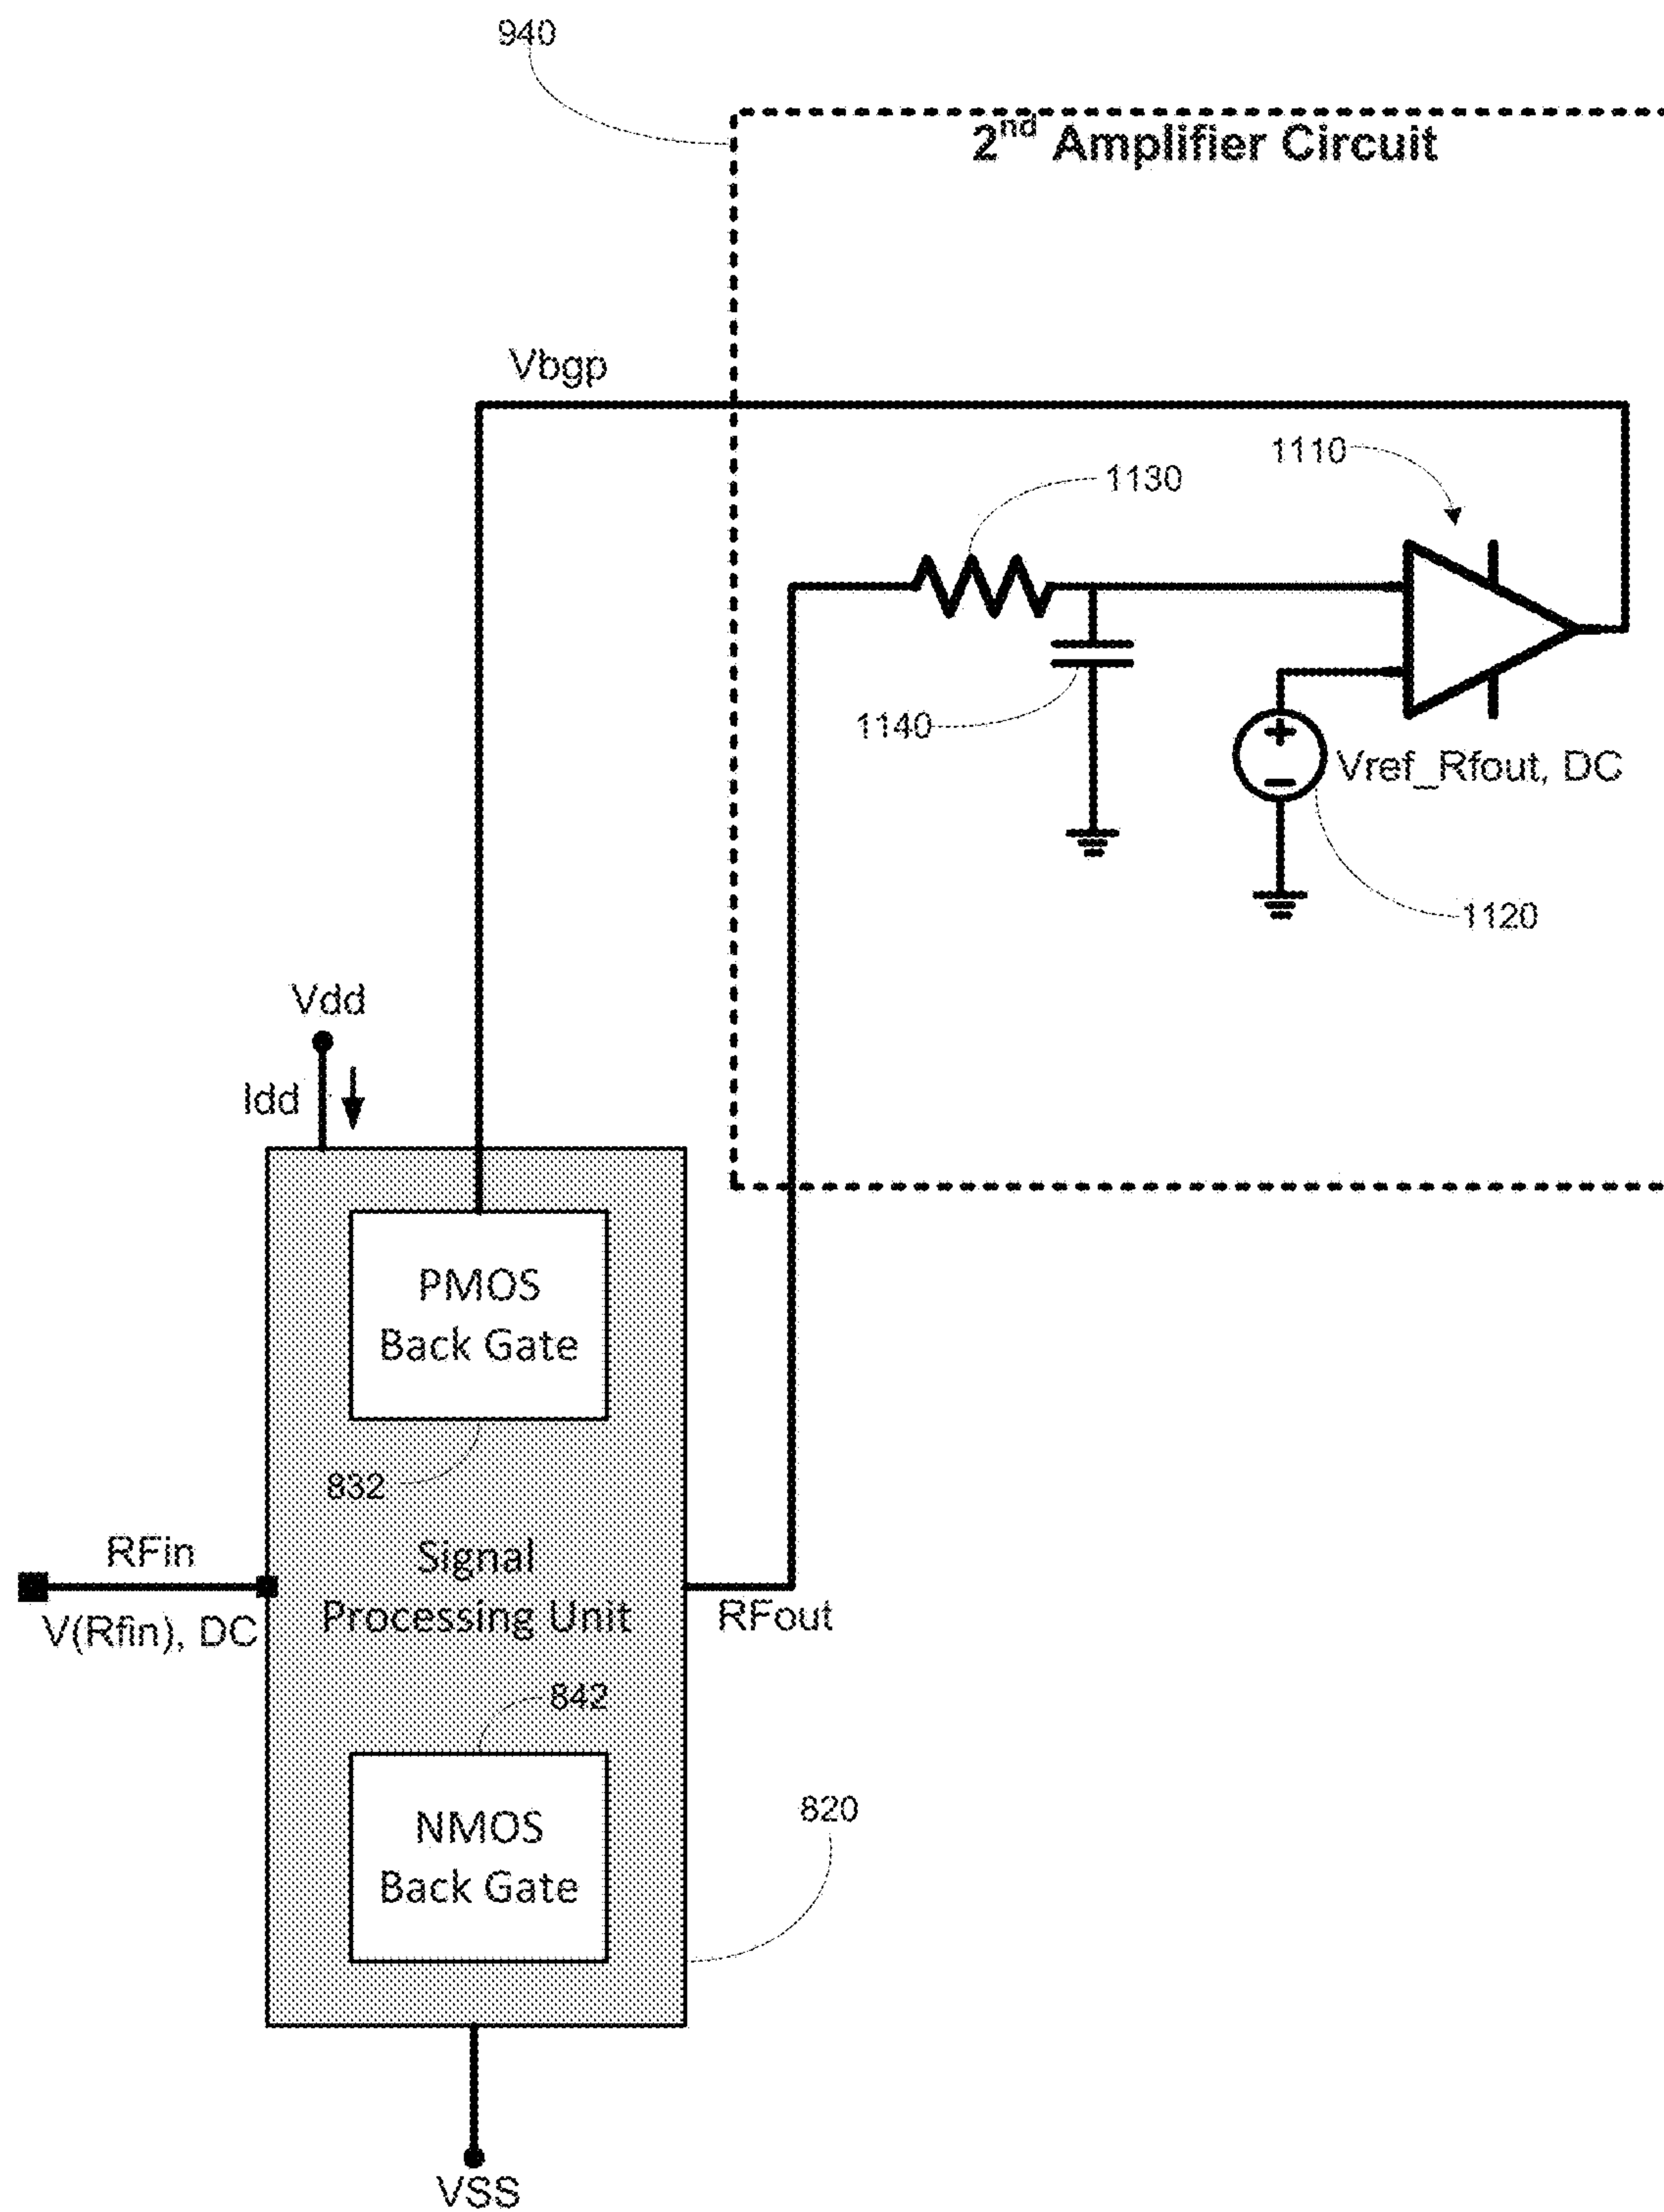 940
2nd Amplifier Circuit
Vbgp
1110
1130
1140
+
-
Vref_Rfout, DC
1120
Vdd
Idd
PMOS
Back Gate
832
RFin
V(Rfin), DC
Signal
Processing Unit
RFout
842
NMOS
Back Gate
820
VSS